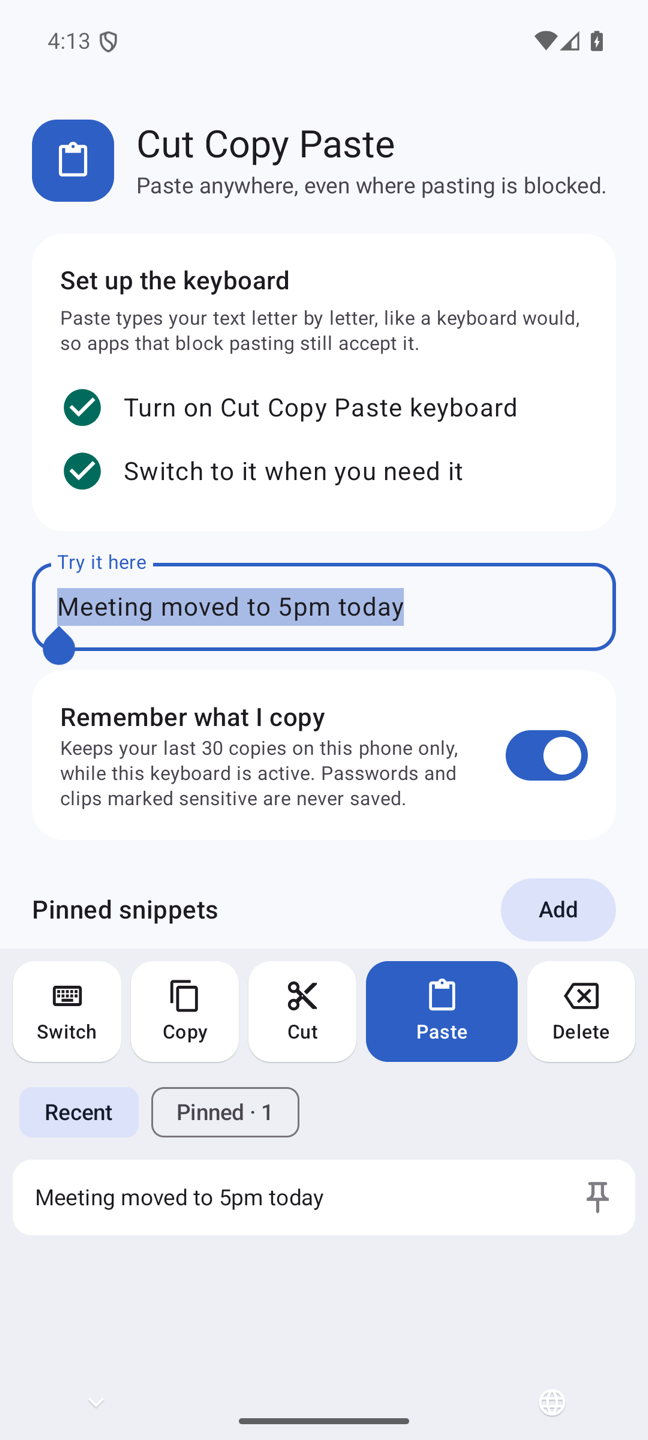 4:13
Cut Copy Paste
Paste anywhere, even where pasting is blocked.
Set up the keyboard
Paste types your text letter by letter, like a keyboard would,
so apps that block pasting still accept it.
Turn on Cut Copy Paste keyboard
Switch to it when you need it
Try it here
Meeting moved to 5pm today
Remember what I copy
Keeps your last 30 copies on this phone only,
while this keyboard is active. Passwords and
clips marked sensitive are never saved.
Pinned snippets
Add
Switch
Copy
Cut
Paste
Delete
Recent
Pinned · 1
Meeting moved to 5pm today